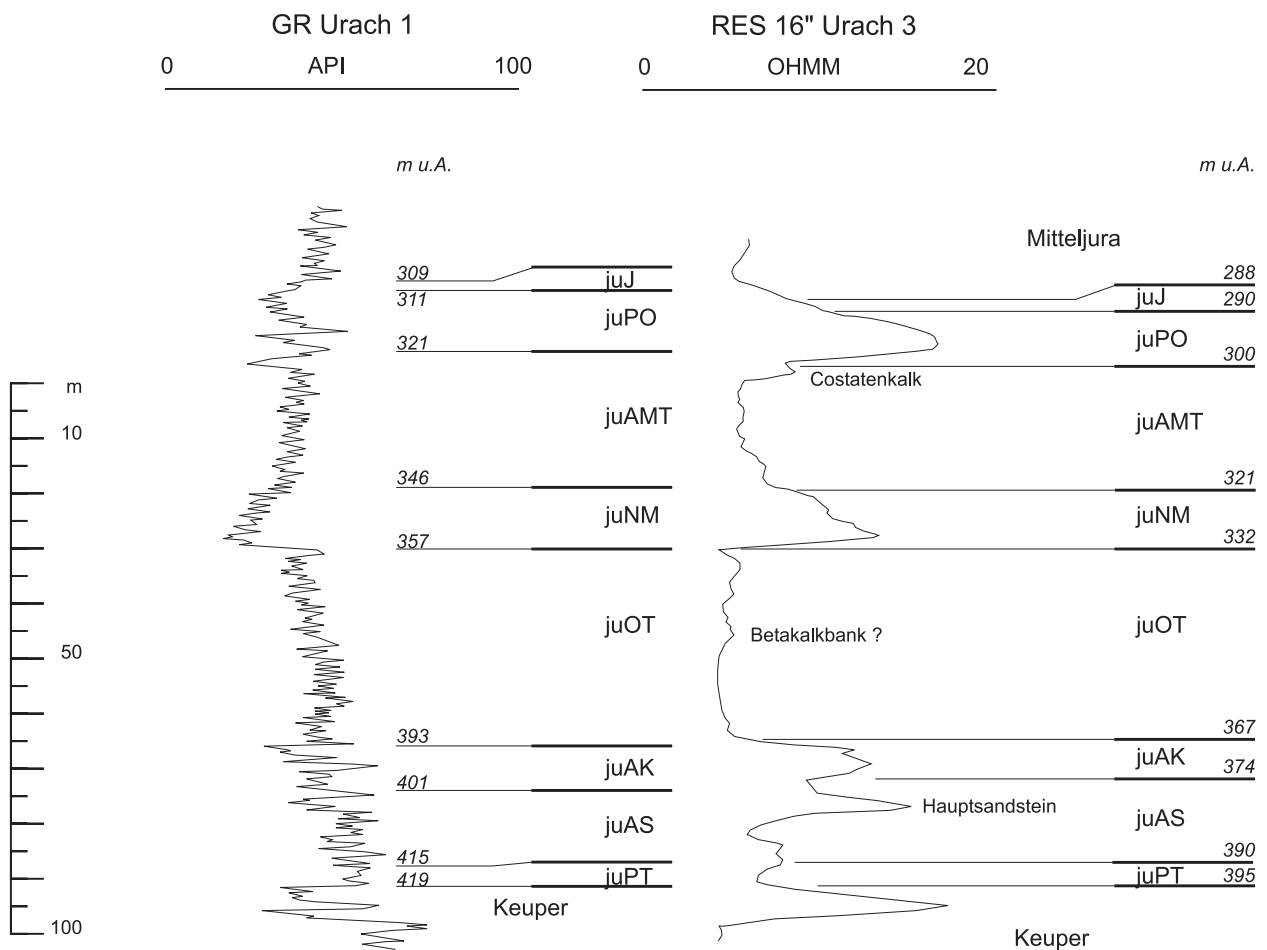 GR Urach 1
RES 16" Urach 3
0 API 100
0 OHMM 20
m u.A.
m u.A.
Mitteljura
309
juJ
288
juJ
311
juPO
290
juPO
321
300
Costatenkalk
m
10
juAMT
juAMT
346
321
juNM
juNM
357
332
juOT
juOT
Betakalkbank ?
50
393
367
juAK
juAK
401
374
Hauptsandstein
juAS
juAS
415
390
juPT
juPT
419
395
Keuper
100
Keuper